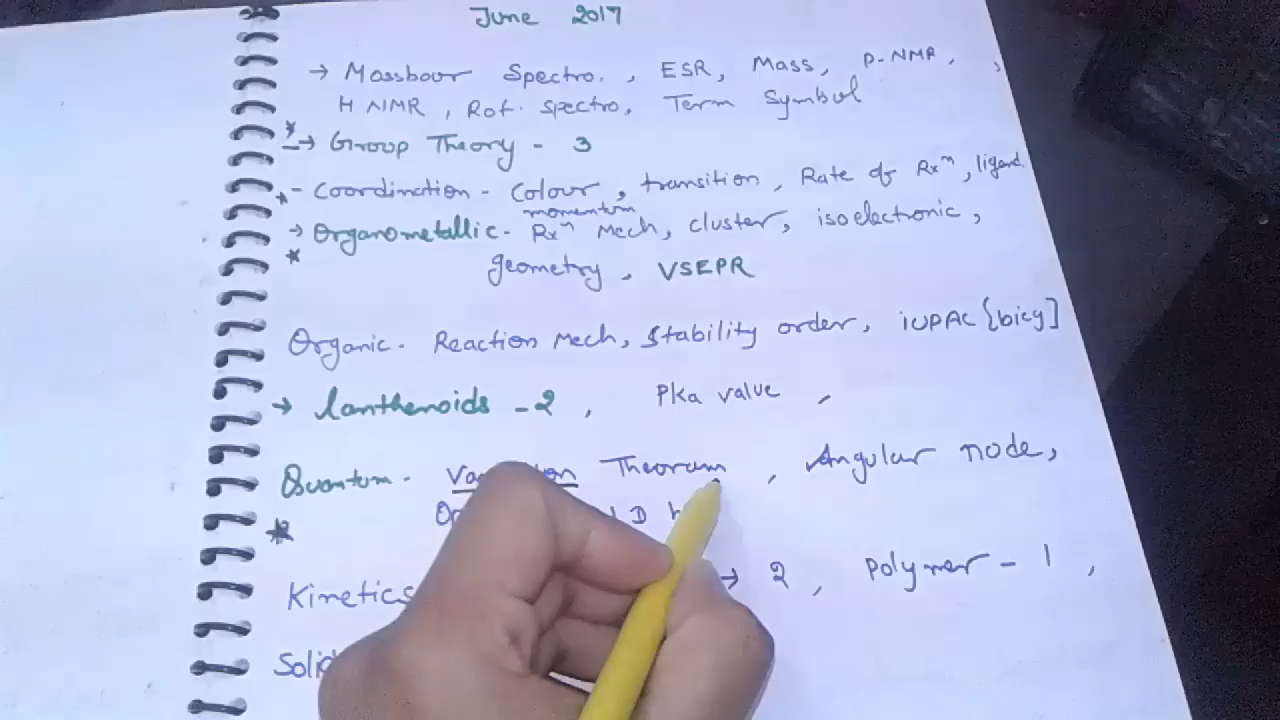 June 2017
→ Massbour Spectro., ESR, Mass, P-NMR, ,
H NMR, Rot. spectro, Term Symbol
*→ Group Theory - 3
*- Coordination - Colour, transition, Rate of Rxⁿ, ligand
momentum
→ Organometallic - Rxⁿ Mech, cluster, isoelectronic,
* geometry, VSEPR
Organic - Reaction Mech, Stability order, iUPAC {bicy]
→ lanthenoids - 2, Pka value,
Quantum - Theoram, Angular node,
*
Kinetics → 2, Polymer - 1,